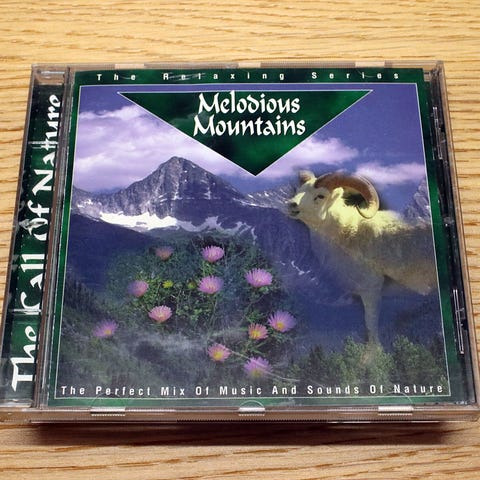 The Relaxing Series
Melodious
Mountains
The Call Of Nature
The Perfect Mix Of Music And Sounds Of Nature